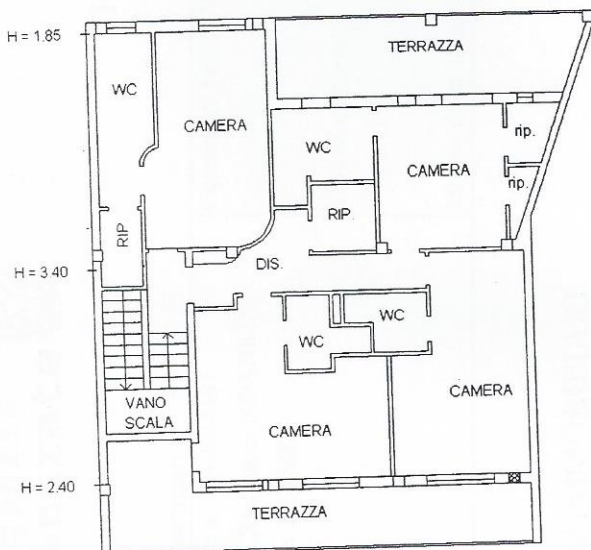 H = 1.85
TERRAZZA
WC
CAMERA
rip.
WC
CAMERA
rip.
RIP.
RIP
DIS.
H = 3.40
WC
WC
VANO
SCALA
CAMERA
CAMERA
H = 2.40
TERRAZZA